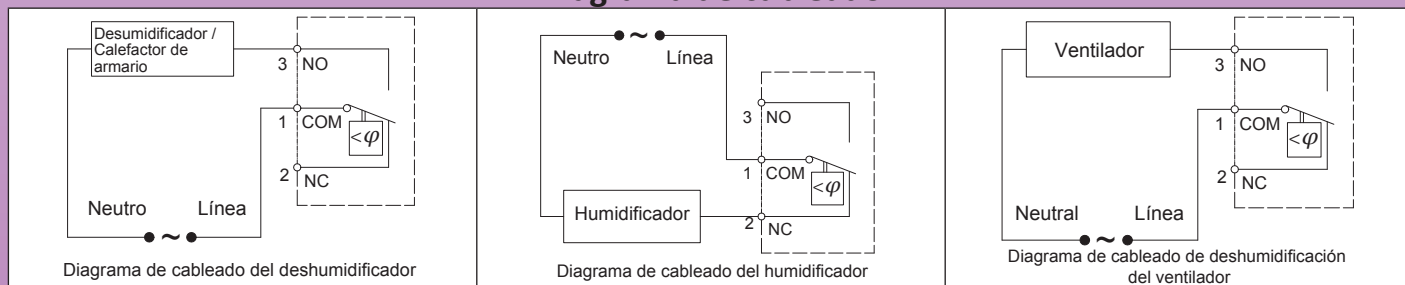 Desumidificador /
Calefactor de
armario
3 NO
1 COM
<φ
2 NC
Neutro ~ Línea
Diagrama de cableado del deshumidificador
Neutro ~ Línea
3 NO
1 COM
<φ
Humidificador
2 NC
Diagrama de cableado del humidificador
Ventilador
3 NO
1 COM
<φ
2 NC
Neutral ~ Línea
Diagrama de cableado de deshumidificación
del ventilador